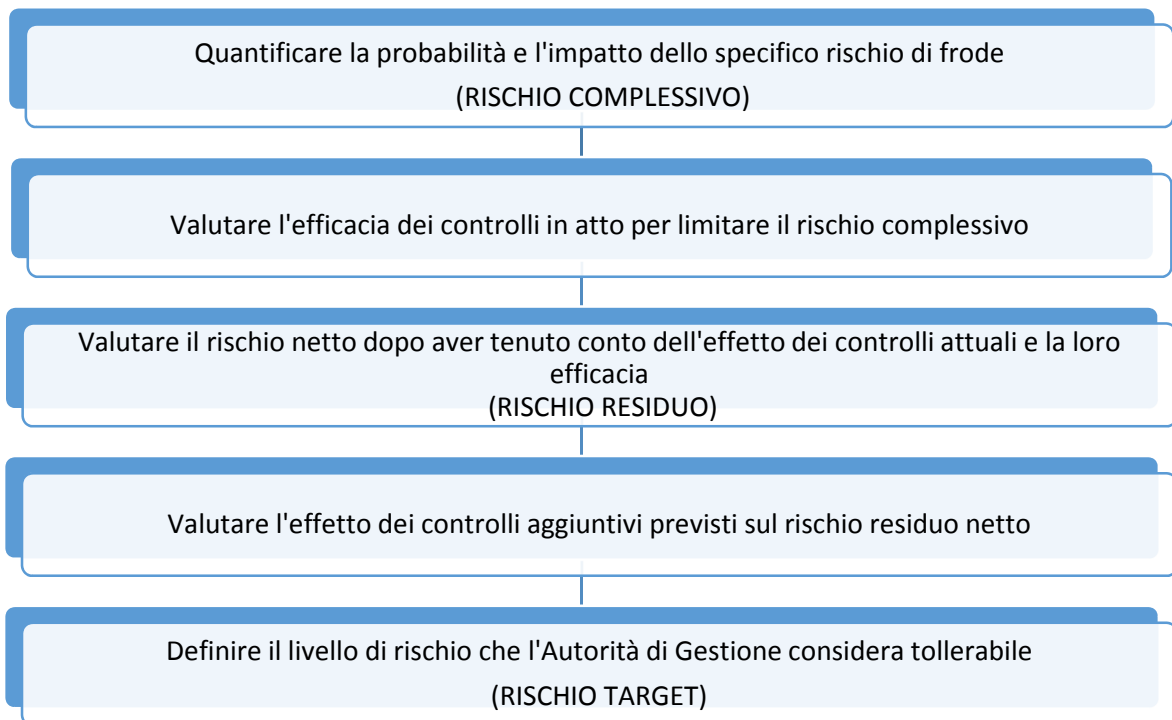 Quantificare la probabilità e l'impatto dello specifico rischio di frode
(RISCHIO COMPLESSIVO)
Valutare l'efficacia dei controlli in atto per limitare il rischio complessivo
Valutare il rischio netto dopo aver tenuto conto dell'effetto dei controlli attuali e la loro
efficacia
(RISCHIO RESIDUO)
Valutare l'effetto dei controlli aggiuntivi previsti sul rischio residuo netto
Definire il livello di rischio che l'Autorità di Gestione considera tollerabile
(RISCHIO TARGET)